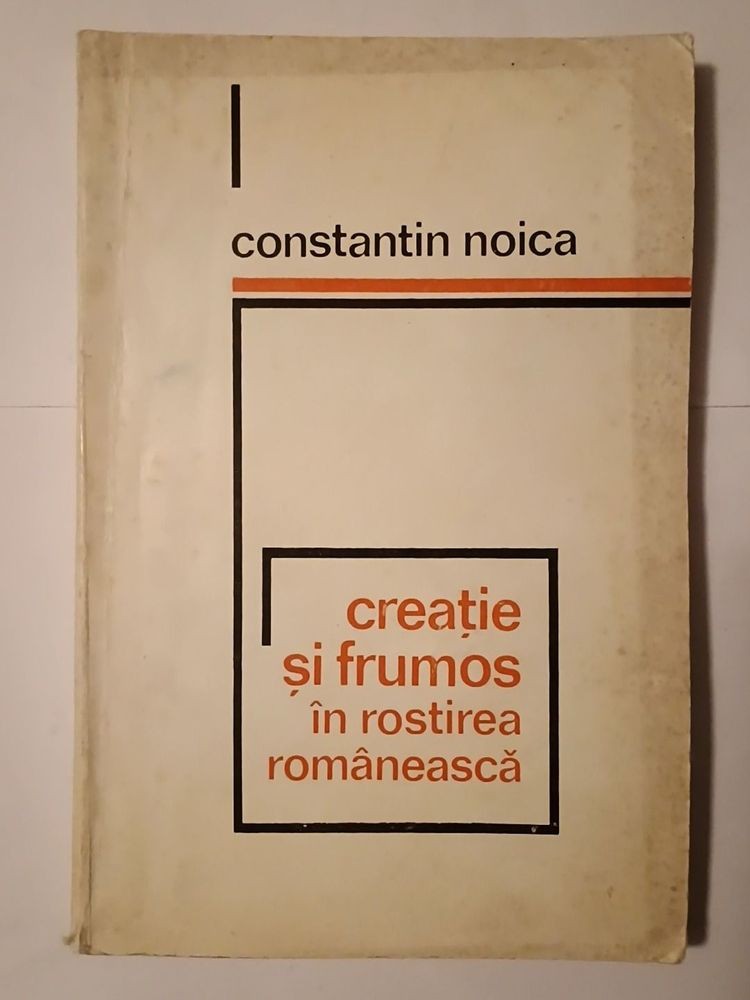 constantin noica
creație
și frumos
în rostirea
românească